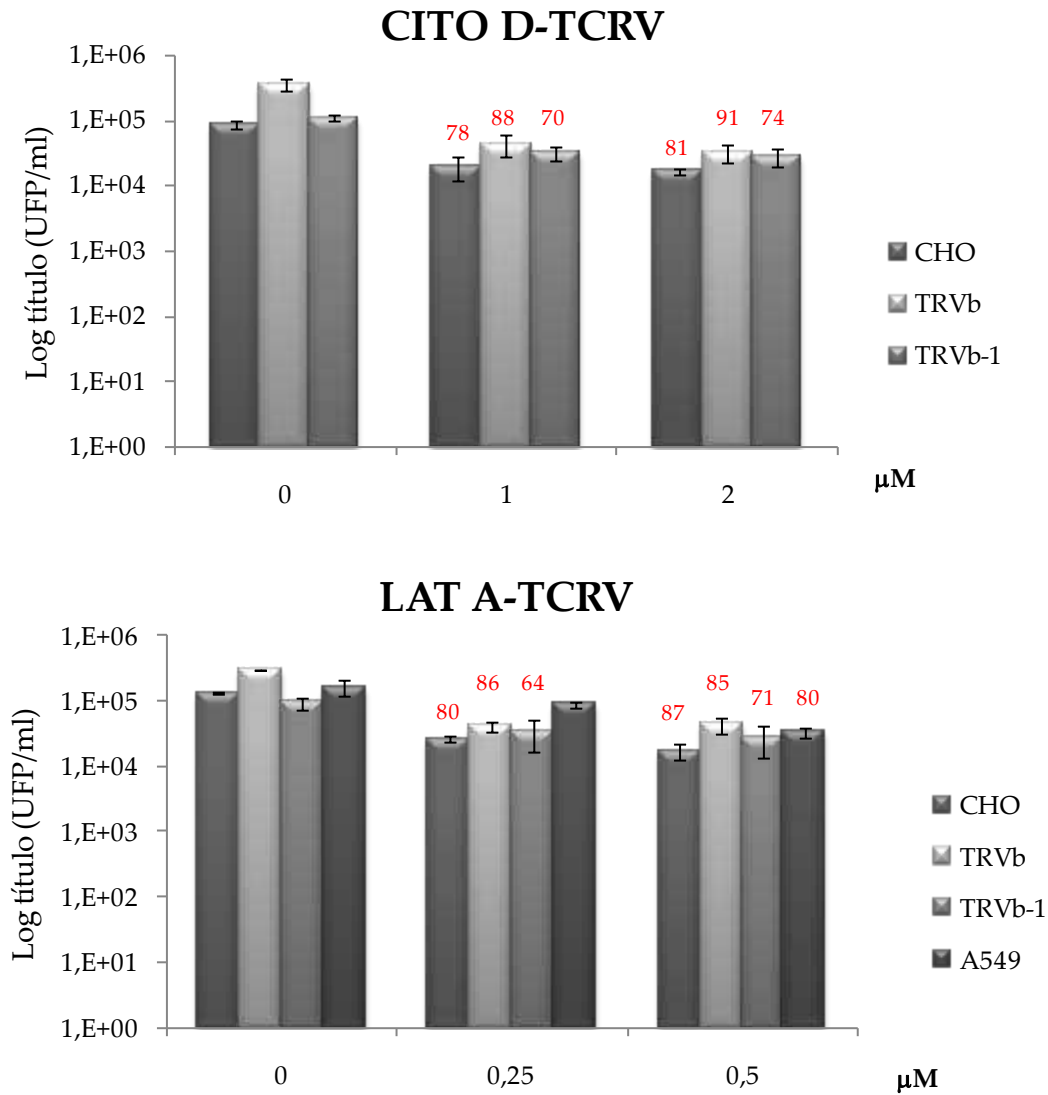 CITO D-TCRV
Log título (UFP/ml)
1,E+06
1,E+05
1,E+04
1,E+03
1,E+02
1,E+01
1,E+00
78 88 70
81 91 74
0 1 2 µM
CHO
TRVb
TRVb-1
LAT A-TCRV
Log título (UFP/ml)
1,E+06
1,E+05
1,E+04
1,E+03
1,E+02
1,E+01
1,E+00
80 86 64
87 85 71 80
0 0,25 0,5 µM
CHO
TRVb
TRVb-1
A549